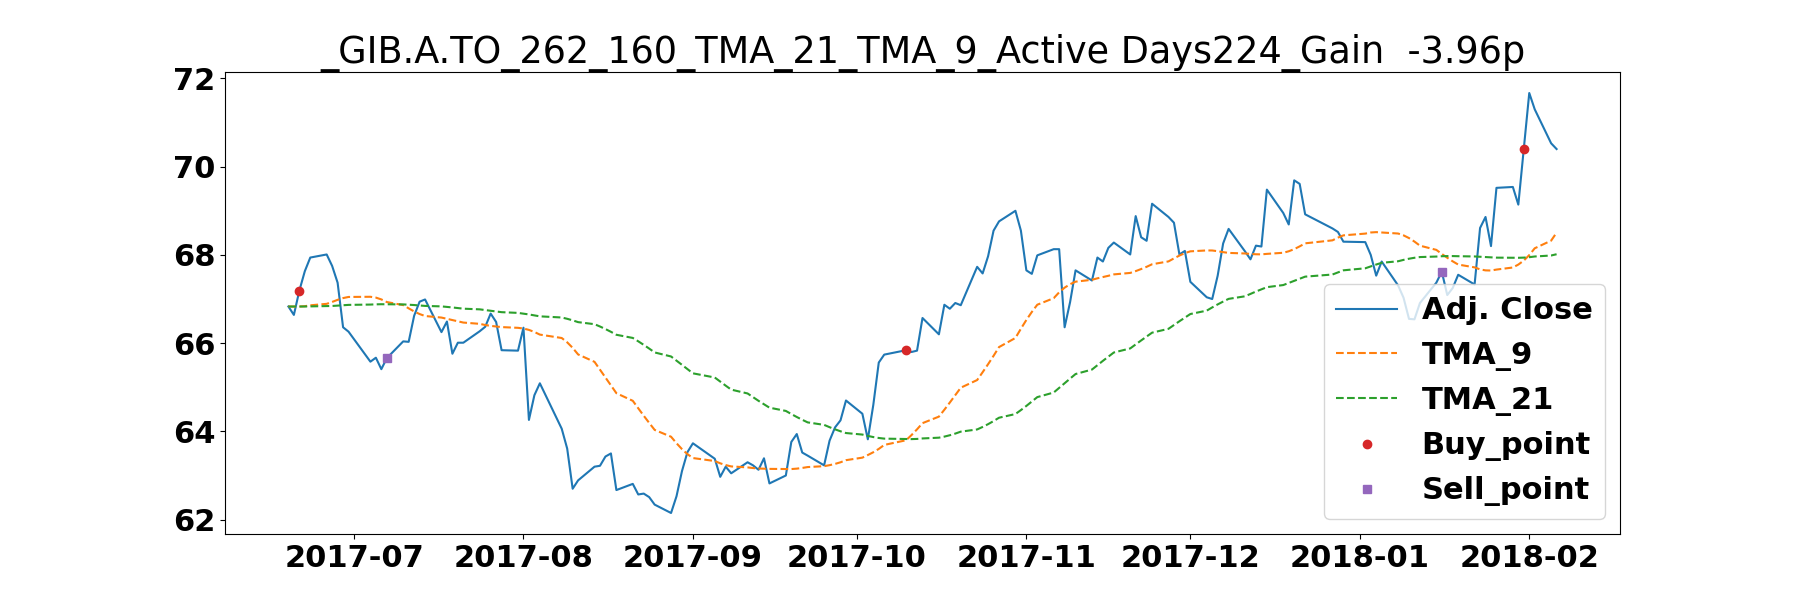 _GIB.A.TO_262_160_TMA_21_TMA_9_Active Days224_Gain  -3.96p
72
70
68
66
64
62
Adj. Close
TMA_9
TMA_21
Buy_point
Sell_point
2017-07 2017-08 2017-09 2017-10 2017-11 2017-12 2018-01 2018-02